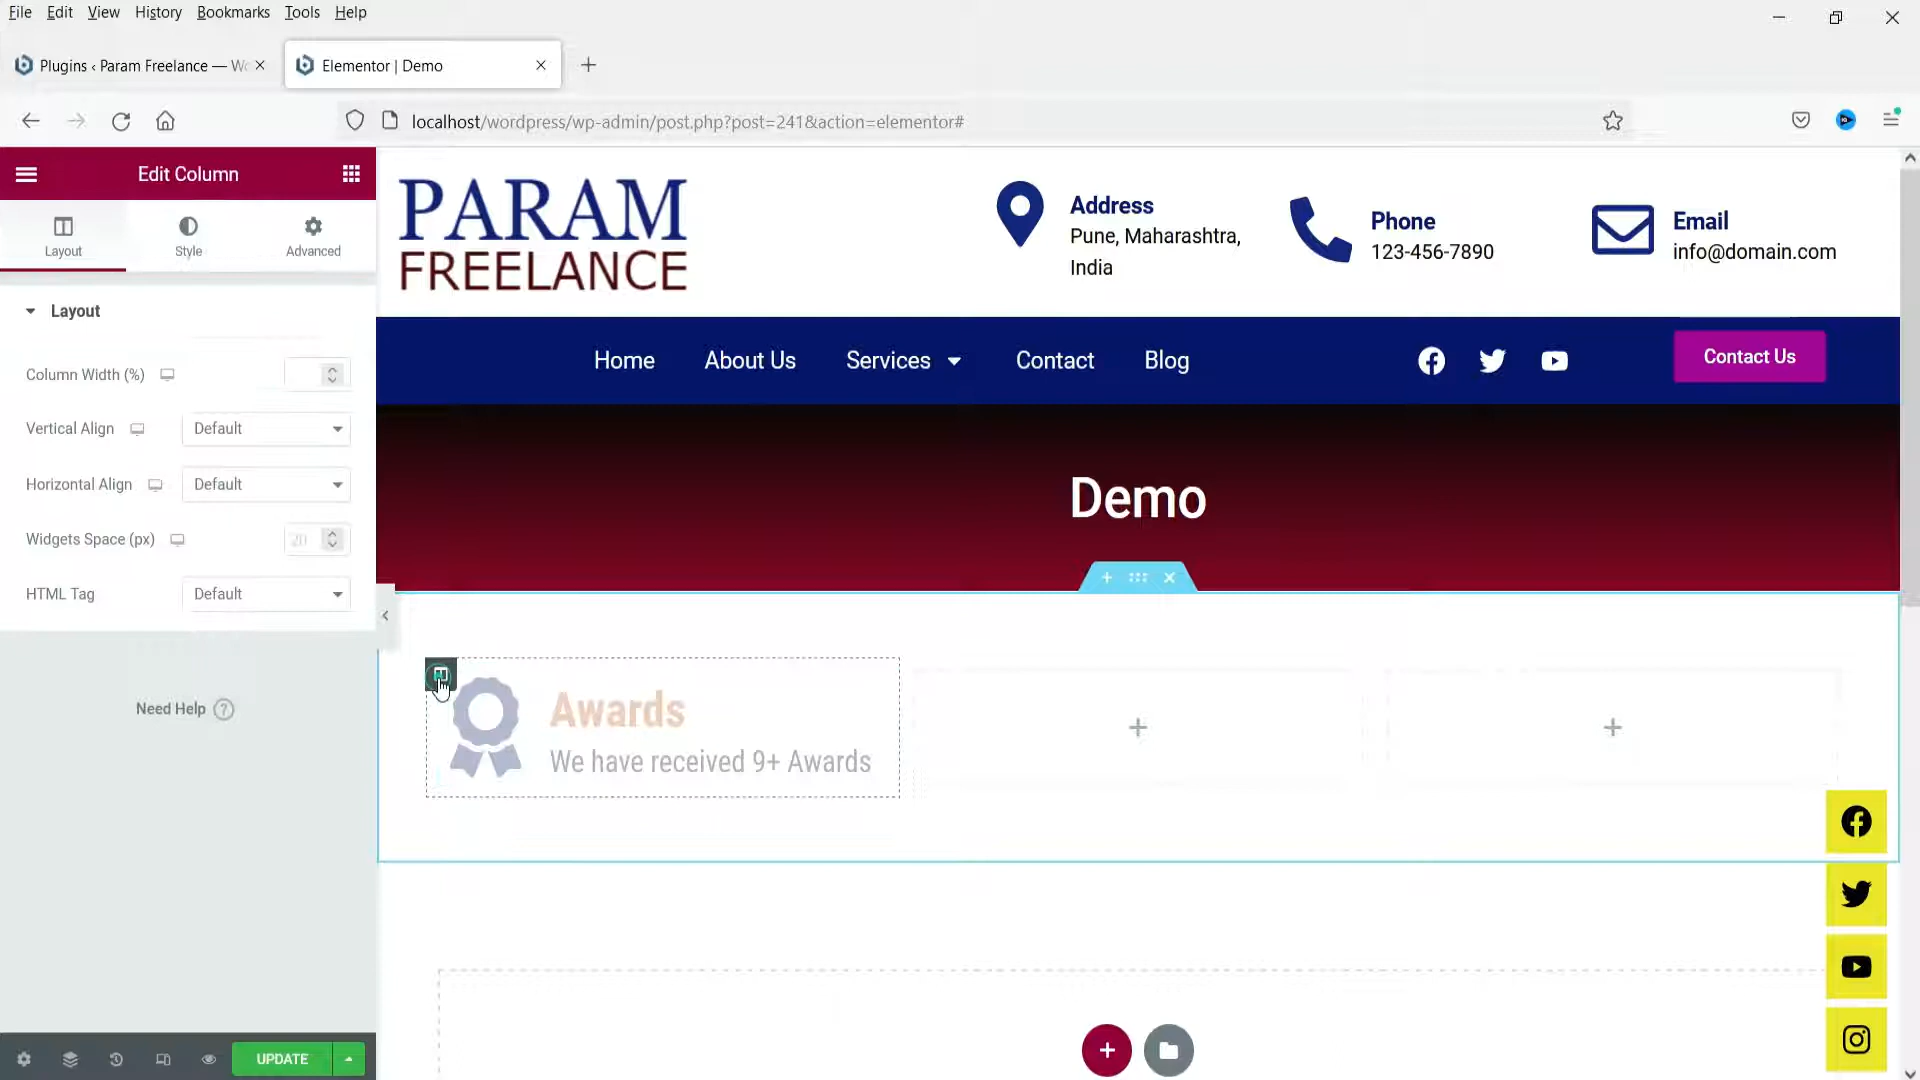 File Edit View History Bookmarks Tools Help
Plugins ‹ Param Freelance — Wo
Elementor | Demo
localhost/wordpress/wp-admin/post.php?post=241&action=elementor#
Edit Column
Layout
Style
Advanced
Layout
Column Width (%)
Vertical Align
Default
Horizontal Align
Default
Widgets Space (px)
20
HTML Tag
Default
Need Help ?
UPDATE
PARAM
FREELANCE
Address
Pune, Maharashtra,
India
Phone
123-456-7890
Email
info@domain.com
Home
About Us
Services
Contact
Blog
Contact Us
Demo
Awards
We have received 9+ Awards